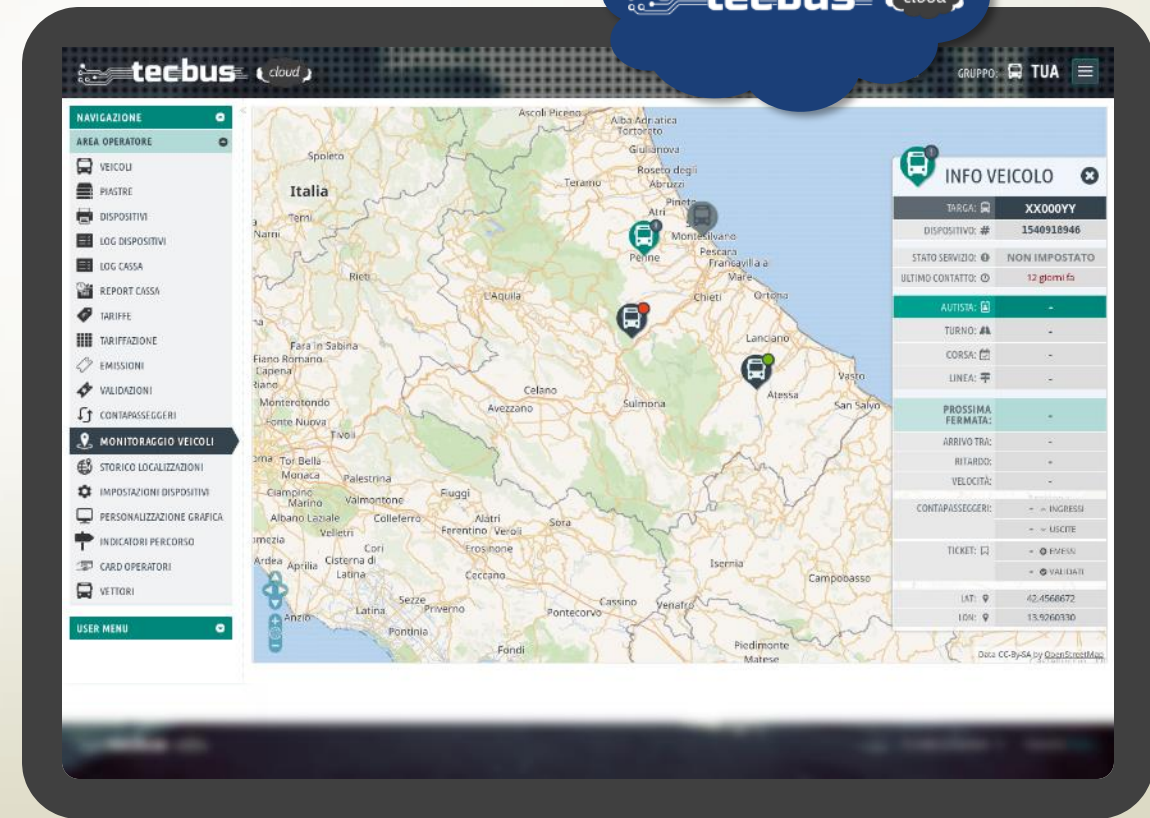 tecbus cloud
tecbus cloud
GRUPPO: TUA
NAVIGAZIONE
AREA OPERATORE
VEICOLI
PIASTRE
DISPOSITIVI
LOG DISPOSITIVI
LOG CASSA
REPORT CASSA
TARIFFE
TARIFFAZIONE
EMISSIONI
VALIDAZIONI
CONTAPASSEGGERI
MONITORAGGIO VEICOLI
STORICO LOCALIZZAZIONI
IMPOSTAZIONI DISPOSITIVI
PERSONALIZZAZIONE GRAFICA
INDICATORI PERCORSO
CARD OPERATORI
VETTORI
USER MENU
Ascoli Piceno
Alba Adriatica
Tortoreto
Giulianova
Spoleto
Roseto degli
Abruzzi
Teramo
Italia
Pineto
Atri
Terni
Narni
Montesilvano
Penne
Pescara
Francavilla a
Mare
Rieti
L'Aquila
Chieti
Ortona
Lanciano
Fara in Sabina
Fiano Romano
Capena
Riano
Vasto
Atessa
Celano
Monterotondo
Avezzano
Sulmona
San Salvo
Fonte Nuova
Tivoli
Tor Bella
Monaca
Palestrina
Ciampino
Marino
Valmontone
Fiuggi
Albano Laziale
Colleferro
Alatri
Ferentino
Veroli
Sora
Velletri
Cori
Frosinone
Isernia
Ardea
Aprilia
Cisterna di
Latina
Ceccano
Campobasso
Sezze
Cassino
Venafro
Anzio
Latina
Priverno
Pontecorvo
Pontinia
Fondi
Piedimonte
Matese
INFO VEICOLO
TARGA: XX000YY
DISPOSITIVO: # 1540918946
STATO SERVIZIO: NON IMPOSTATO
ULTIMO CONTATTO: 12 giorni fa
AUTISTA: -
TURNO: -
CORSA: -
LINEA: -
PROSSIMA
FERMATA: -
ARRIVO TRA: -
RITARDO: -
VELOCITÀ: -
CONTAPASSEGGERI: - INGRESSI
- USCITE
TICKET: - EMESSI
- VALIDATI
LAT: 42.4568672
LON: 13.9260330
Data CC-By-SA by OpenStreetMap